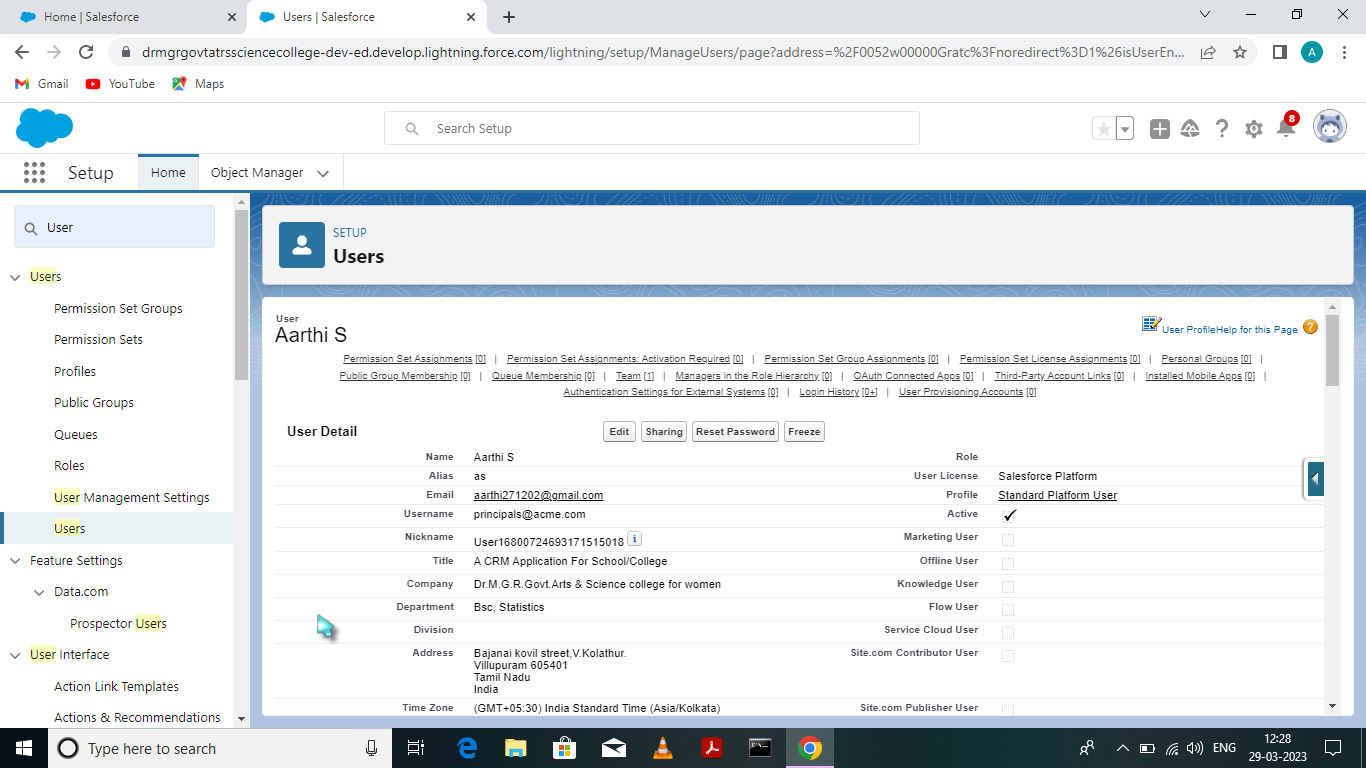 Home | Salesforce
Users | Salesforce
drmgrgovtatrssciencecollege-dev-ed.develop.lightning.force.com/lightning/setup/ManageUsers/page?address=%2F0052w00000Gratc%3Fnoredirect%3D1%26isUserEn...
A
Gmail
YouTube
Maps
Search Setup
8
Setup
Home
Object Manager
User
Users
Permission Set Groups
Permission Sets
Profiles
Public Groups
Queues
Roles
User Management Settings
Users
Feature Settings
Data.com
Prospector Users
User Interface
Action Link Templates
Actions & Recommendations
SETUP
Users
User
Aarthi S
User Profile Help for this Page
Permission Set Assignments [0] | Permission Set Assignments: Activation Required [0] | Permission Set Group Assignments [0] | Permission Set License Assignments [0] | Personal Groups [0] |
Public Group Membership [0] | Queue Membership [0] | Team [1] | Managers in the Role Hierarchy [0] | OAuth Connected Apps [0] | Third-Party Account Links [0] | Installed Mobile Apps [0] |
Authentication Settings for External Systems [0] | Login History [0+] | User Provisioning Accounts [0]
User Detail
Edit Sharing Reset Password Freeze
Name Aarthi S Role
Alias as User License Salesforce Platform
Email aarthi271202@gmail.com Profile Standard Platform User
Username principals@acme.com Active
Nickname User16800724693171515018 i Marketing User
Title A CRM Application For School/College Offline User
Company Dr.M.G.R.Govt.Arts & Science college for women Knowledge User
Department Bsc, Statistics Flow User
Division Service Cloud User
Address Bajanai kovil street,V.Kolathur. Site.com Contributor User
Villupuram 605401
Tamil Nadu
India
Time Zone (GMT+05:30) India Standard Time (Asia/Kolkata) Site.com Publisher User
Type here to search
ENG
12:28
29-03-2023